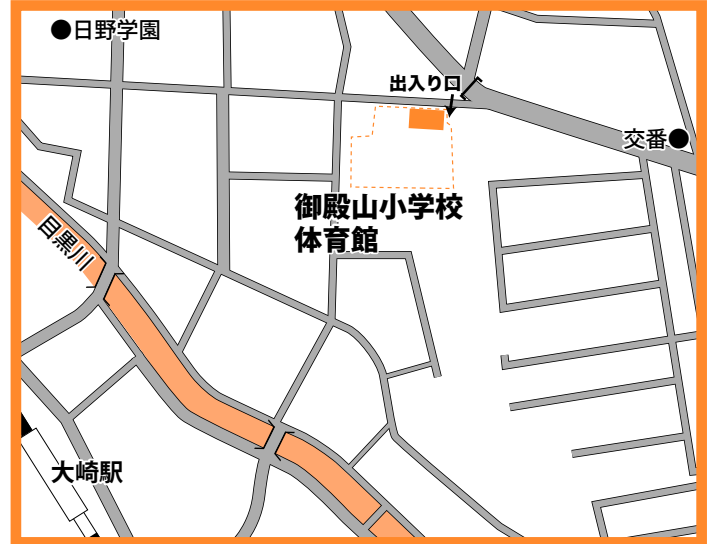 ●日野学園
出入り口
交番●
御殿山小学校
体育館
目黒川
大崎駅